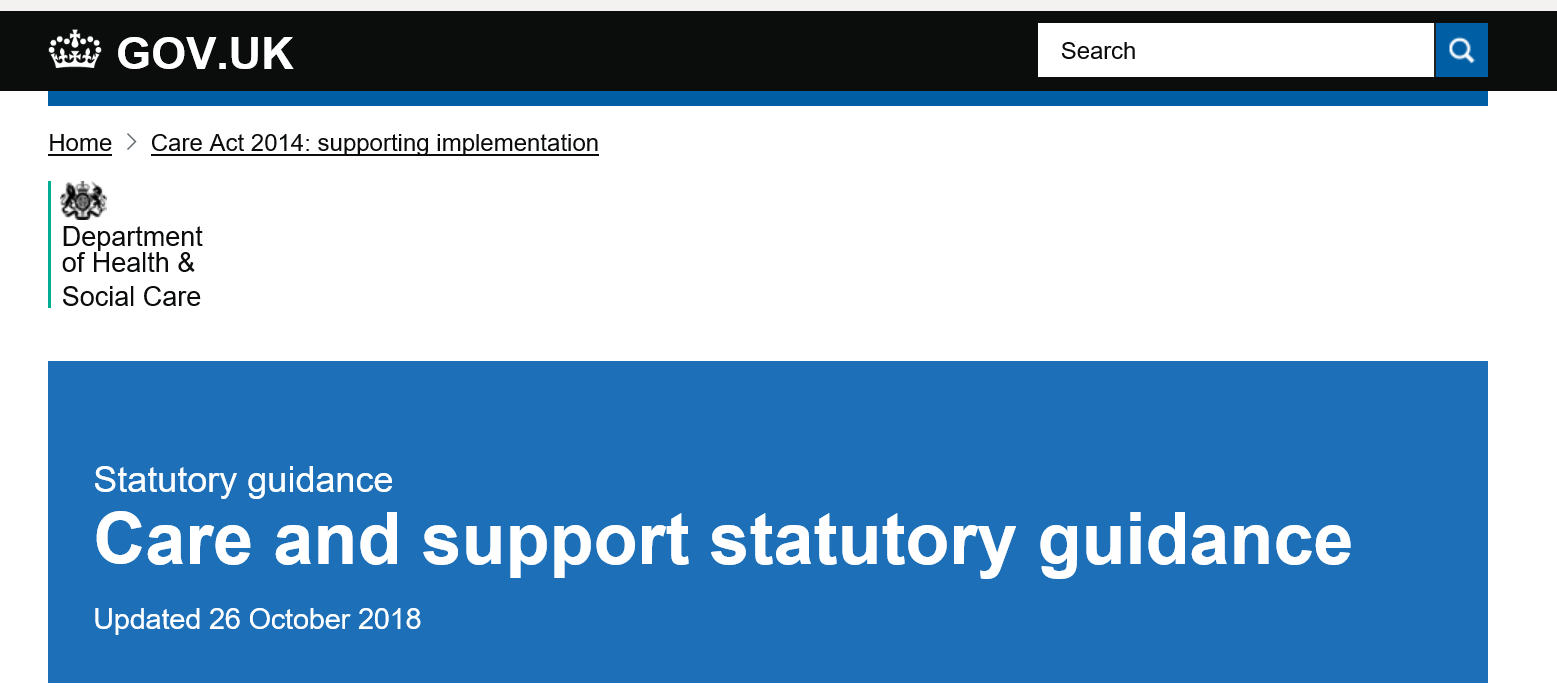 GOV.UK
Search
Home > Care Act 2014: supporting implementation
Department
of Health &
Social Care
Statutory guidance
Care and support statutory guidance
Updated 26 October 2018